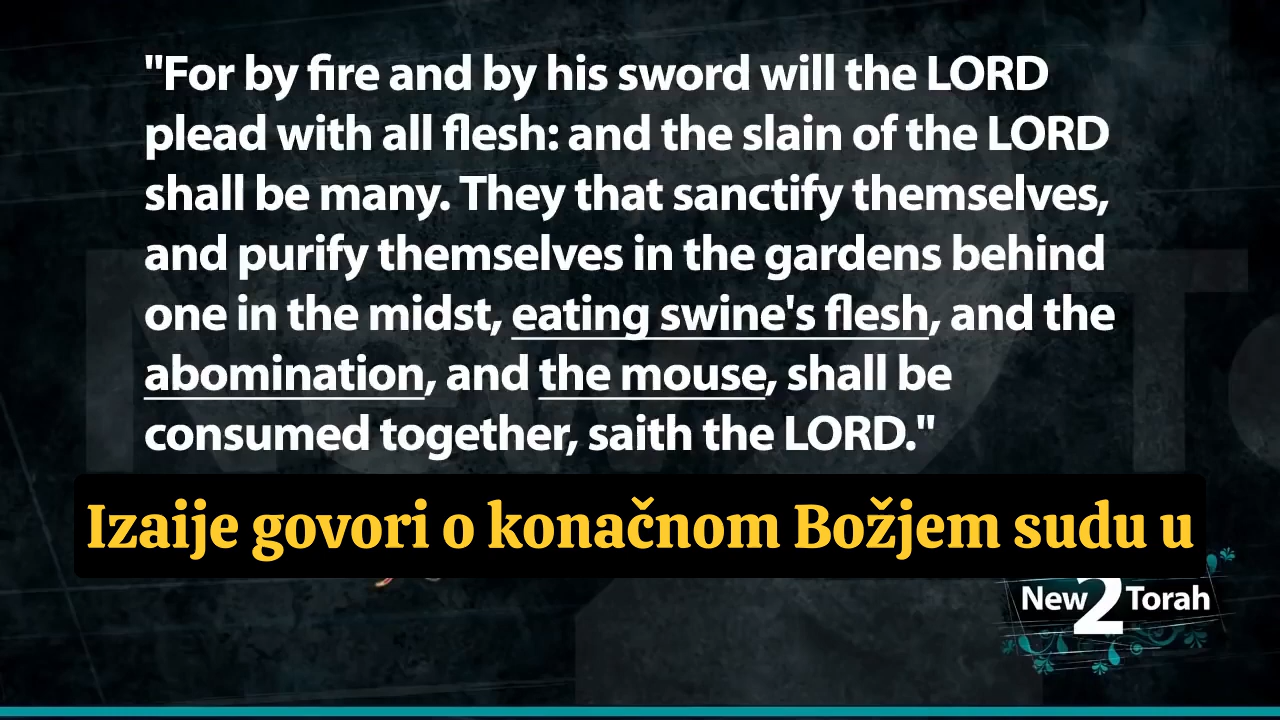 "For by fire and by his sword will the LORD
plead with all flesh: and the slain of the LORD
shall be many. They that sanctify themselves,
and purify themselves in the gardens behind
one in the midst, eating swine's flesh, and the
abomination, and the mouse, shall be
consumed together, saith the LORD."
Izaije govori o konačnom Božjem sudu u
New2Torah